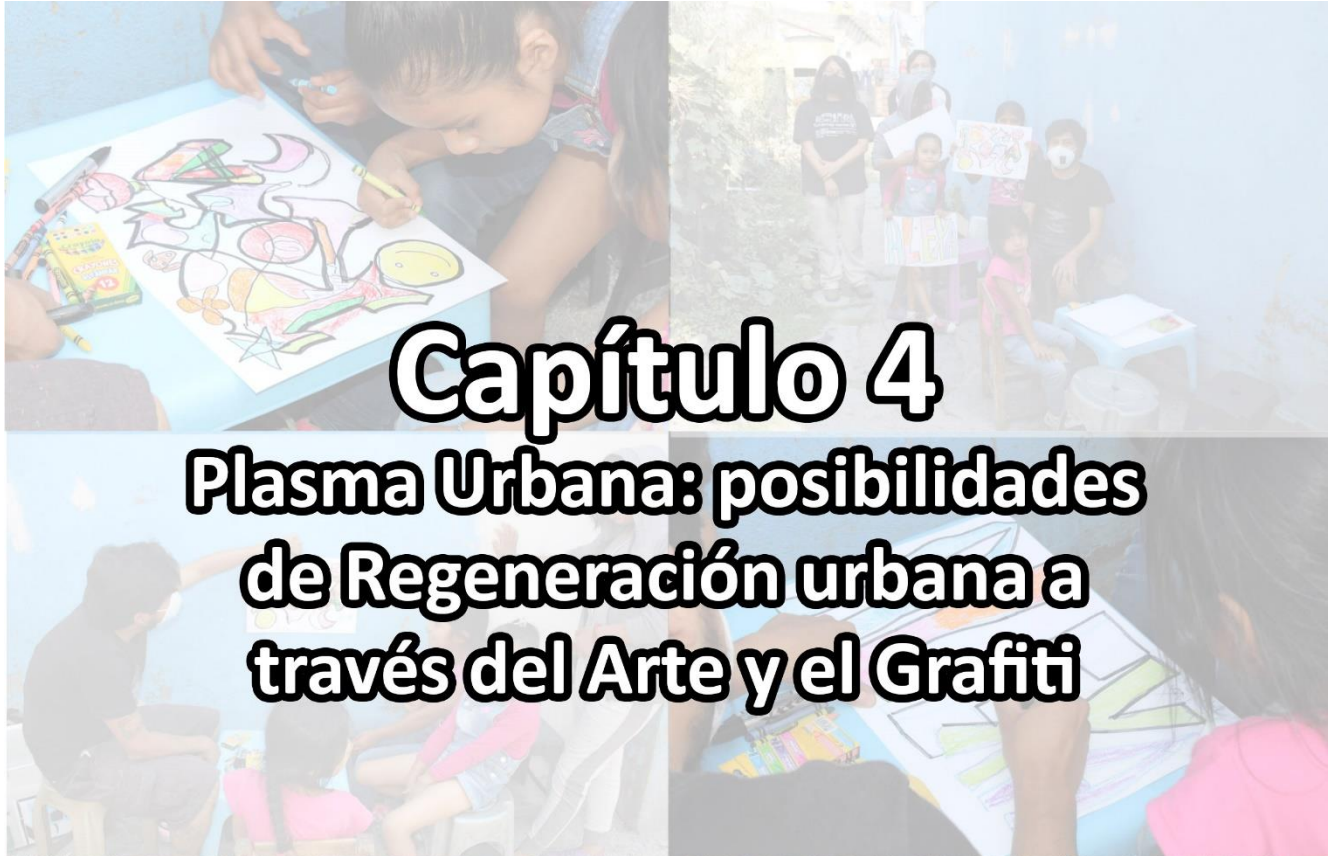 Capítulo 4
Plasma Urbana: posibilidades
de Regeneración urbana a
través del Arte y el Grafiti